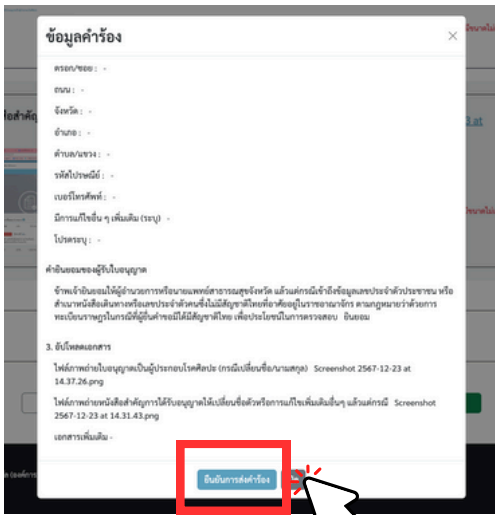 ข้อมูลคำร้อง
×
ตรอก/ซอย : -
ถนน : -
จังหวัด : -
อำเภอ : -
ตำบล/แขวง : -
รหัสไปรษณีย์ : -
เบอร์โทรศัพท์ : -
มีการแก้ไขอื่น ๆ เพิ่มเติม (ระบุ) -
โปรดระบุ : -
คำยินยอมของผู้รับใบอนุญาต
ข้าพเจ้ายินยอมให้ผู้อำนวยการหรือนายแพทย์สาธารณสุขจังหวัด แล้วแต่กรณีเข้าถึงข้อมูลเลขประจำตัวประชาชน หรือ
สำเนาหนังสือเดินทางหรือเลขประจำตัวคนซึ่งไม่มีสัญชาติไทยที่อาศัยอยู่ในราชอาณาจักร ตามกฎหมายว่าด้วยการ
ทะเบียนราษฎรในกรณีที่ผู้ยื่นคำขอมิได้มีสัญชาติไทย เพื่อประโยชน์ในการตรวจสอบ ยินยอม
3. อัปโหลดเอกสาร
ไฟล์ภาพถ่ายใบอนุญาตเป็นผู้ประกอบโรคศิลปะ (กรณีเปลี่ยนชื่อ/นามสกุล) Screenshot 2567-12-23 at
14.37.26.png
ไฟล์ภาพถ่ายหนังสือสำคัญการได้รับอนุญาตให้เปลี่ยนชื่อตัวหรือการแก้ไขเพิ่มเติมอื่นๆ แล้วแต่กรณี Screenshot
2567-12-23 at 14.31.43.png
เอกสารเพิ่มเติม -
ยืนยันการส่งคำร้อง
3 at